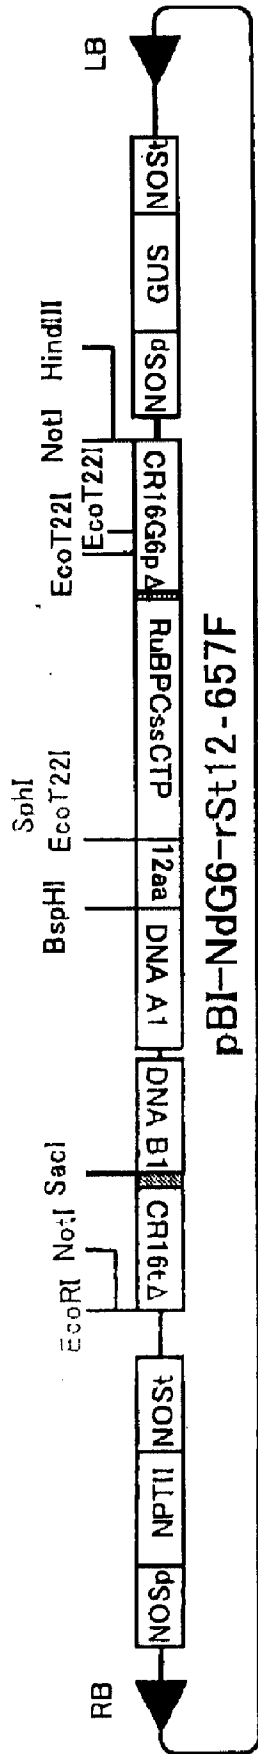 LB
NOSt
GUS
NOSp
CR16G6pΔ
RuBPCssCTP
12aa
DNA A1
DNA B1
CR16tΔ
NOSt
NPTII
NOSp
RB
HindIII
NotI
EcoT22I
EcoT22I
SphI
EcoT22I
BspHI
SacI
NotI
EcoRI
pBI-NdG6-rSt12-657F